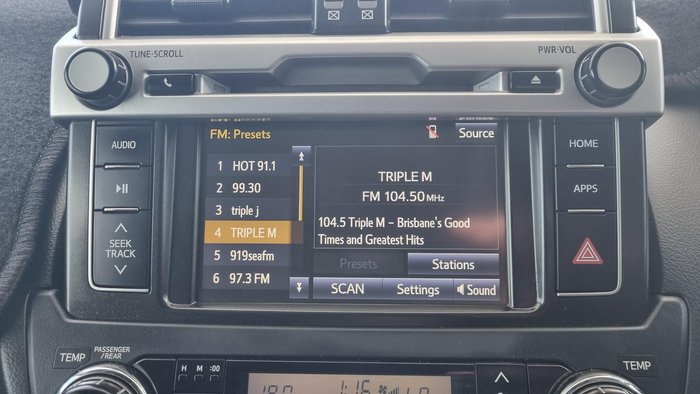 TUNE·SCROLL
PWR·VOL
AUDIO
SEEK
TRACK
FM: Presets
Source
1 HOT 91.1
2 99.30
3 triple j
4 TRIPLE M
5 919seafm
6 97.3 FM
TRIPLE M
FM 104.50 MHz
104.5 Triple M – Brisbane's Good
Times and Greatest Hits
Presets
Stations
SCAN
Settings
Sound
HOME
APPS
TEMP
PASSENGER
/REAR
H M :00
1:16
TEMP